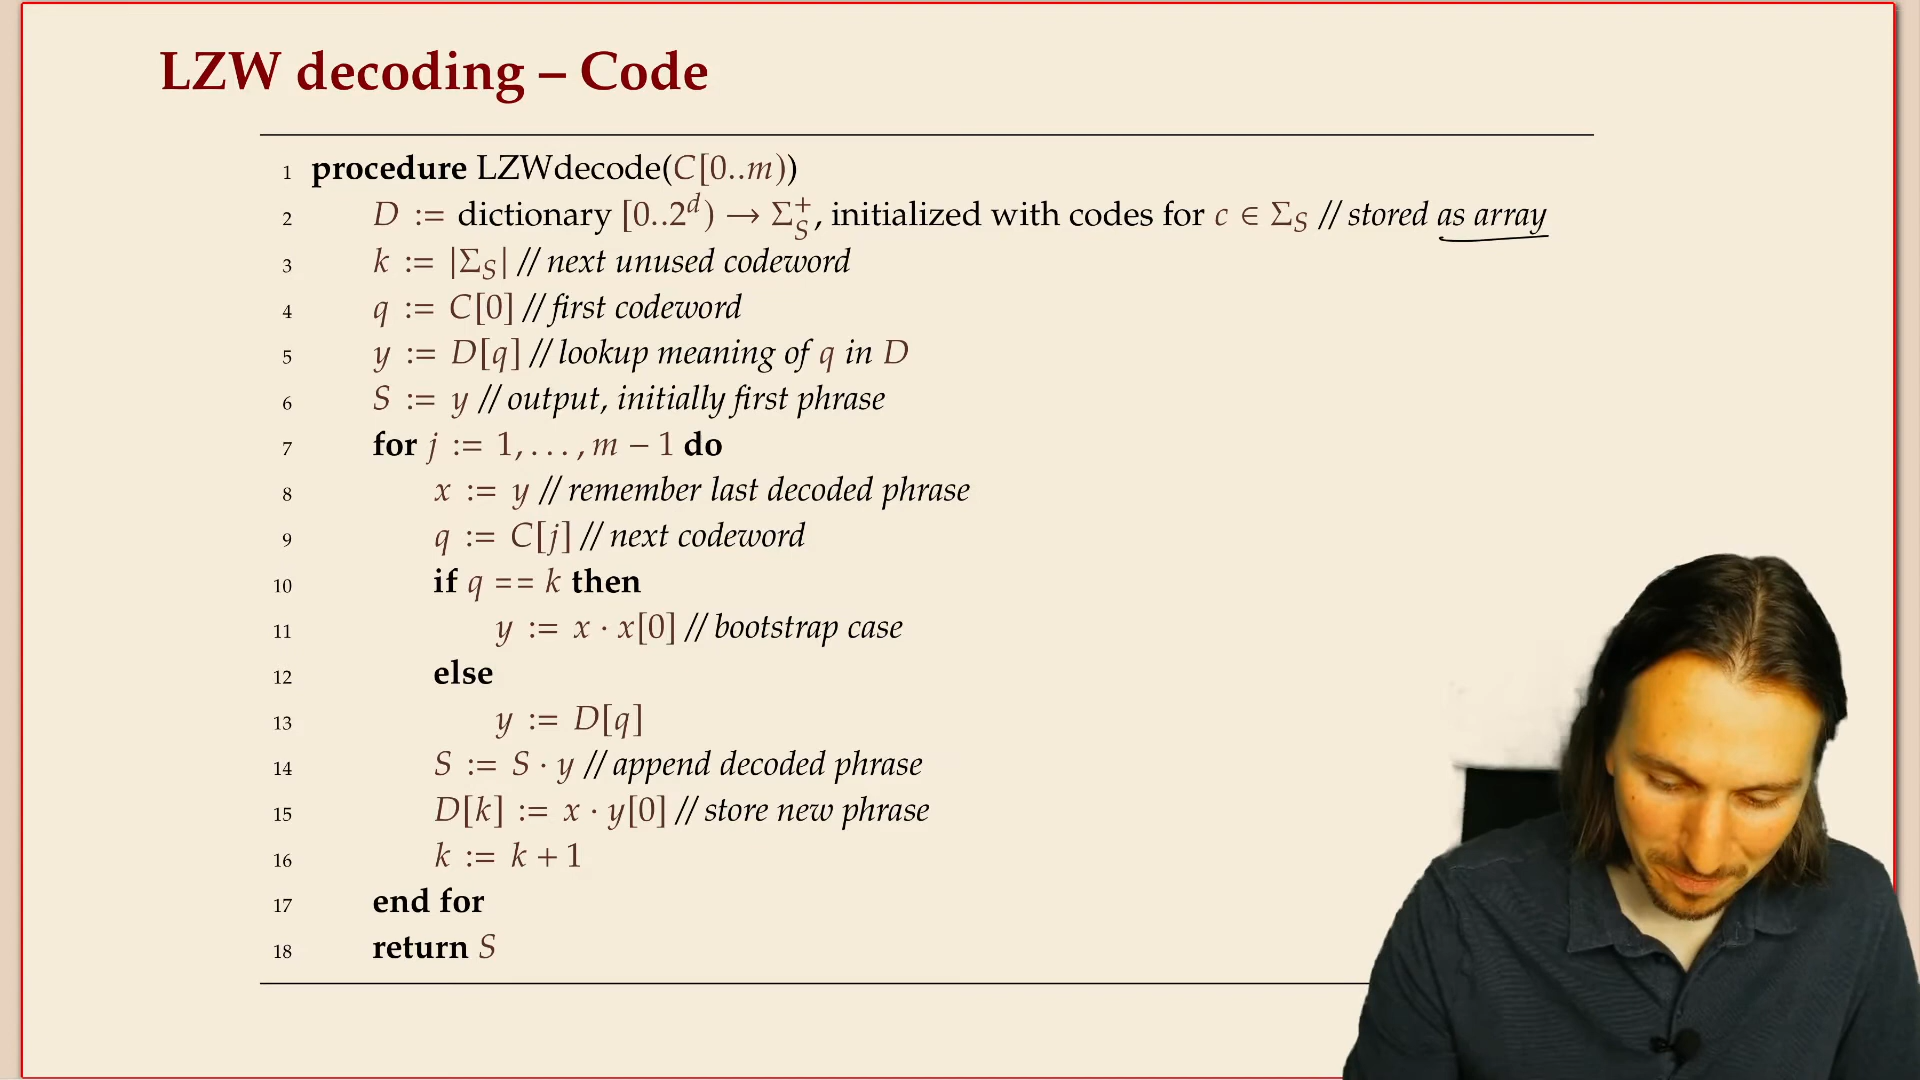 LZW decoding – Code
1 procedure LZWdecode(C[0..m))
2 D := dictionary [0..2^d) → Σ_S^+, initialized with codes for c ∈ Σ_S // stored as array
3 k := |Σ_S| // next unused codeword
4 q := C[0] // first codeword
5 y := D[q] // lookup meaning of q in D
6 S := y // output, initially first phrase
7 for j := 1, . . . , m − 1 do
8 x := y // remember last decoded phrase
9 q := C[j] // next codeword
10 if q == k then
11 y := x · x[0] // bootstrap case
12 else
13 y := D[q]
14 S := S · y // append decoded phrase
15 D[k] := x · y[0] // store new phrase
16 k := k + 1
17 end for
18 return S